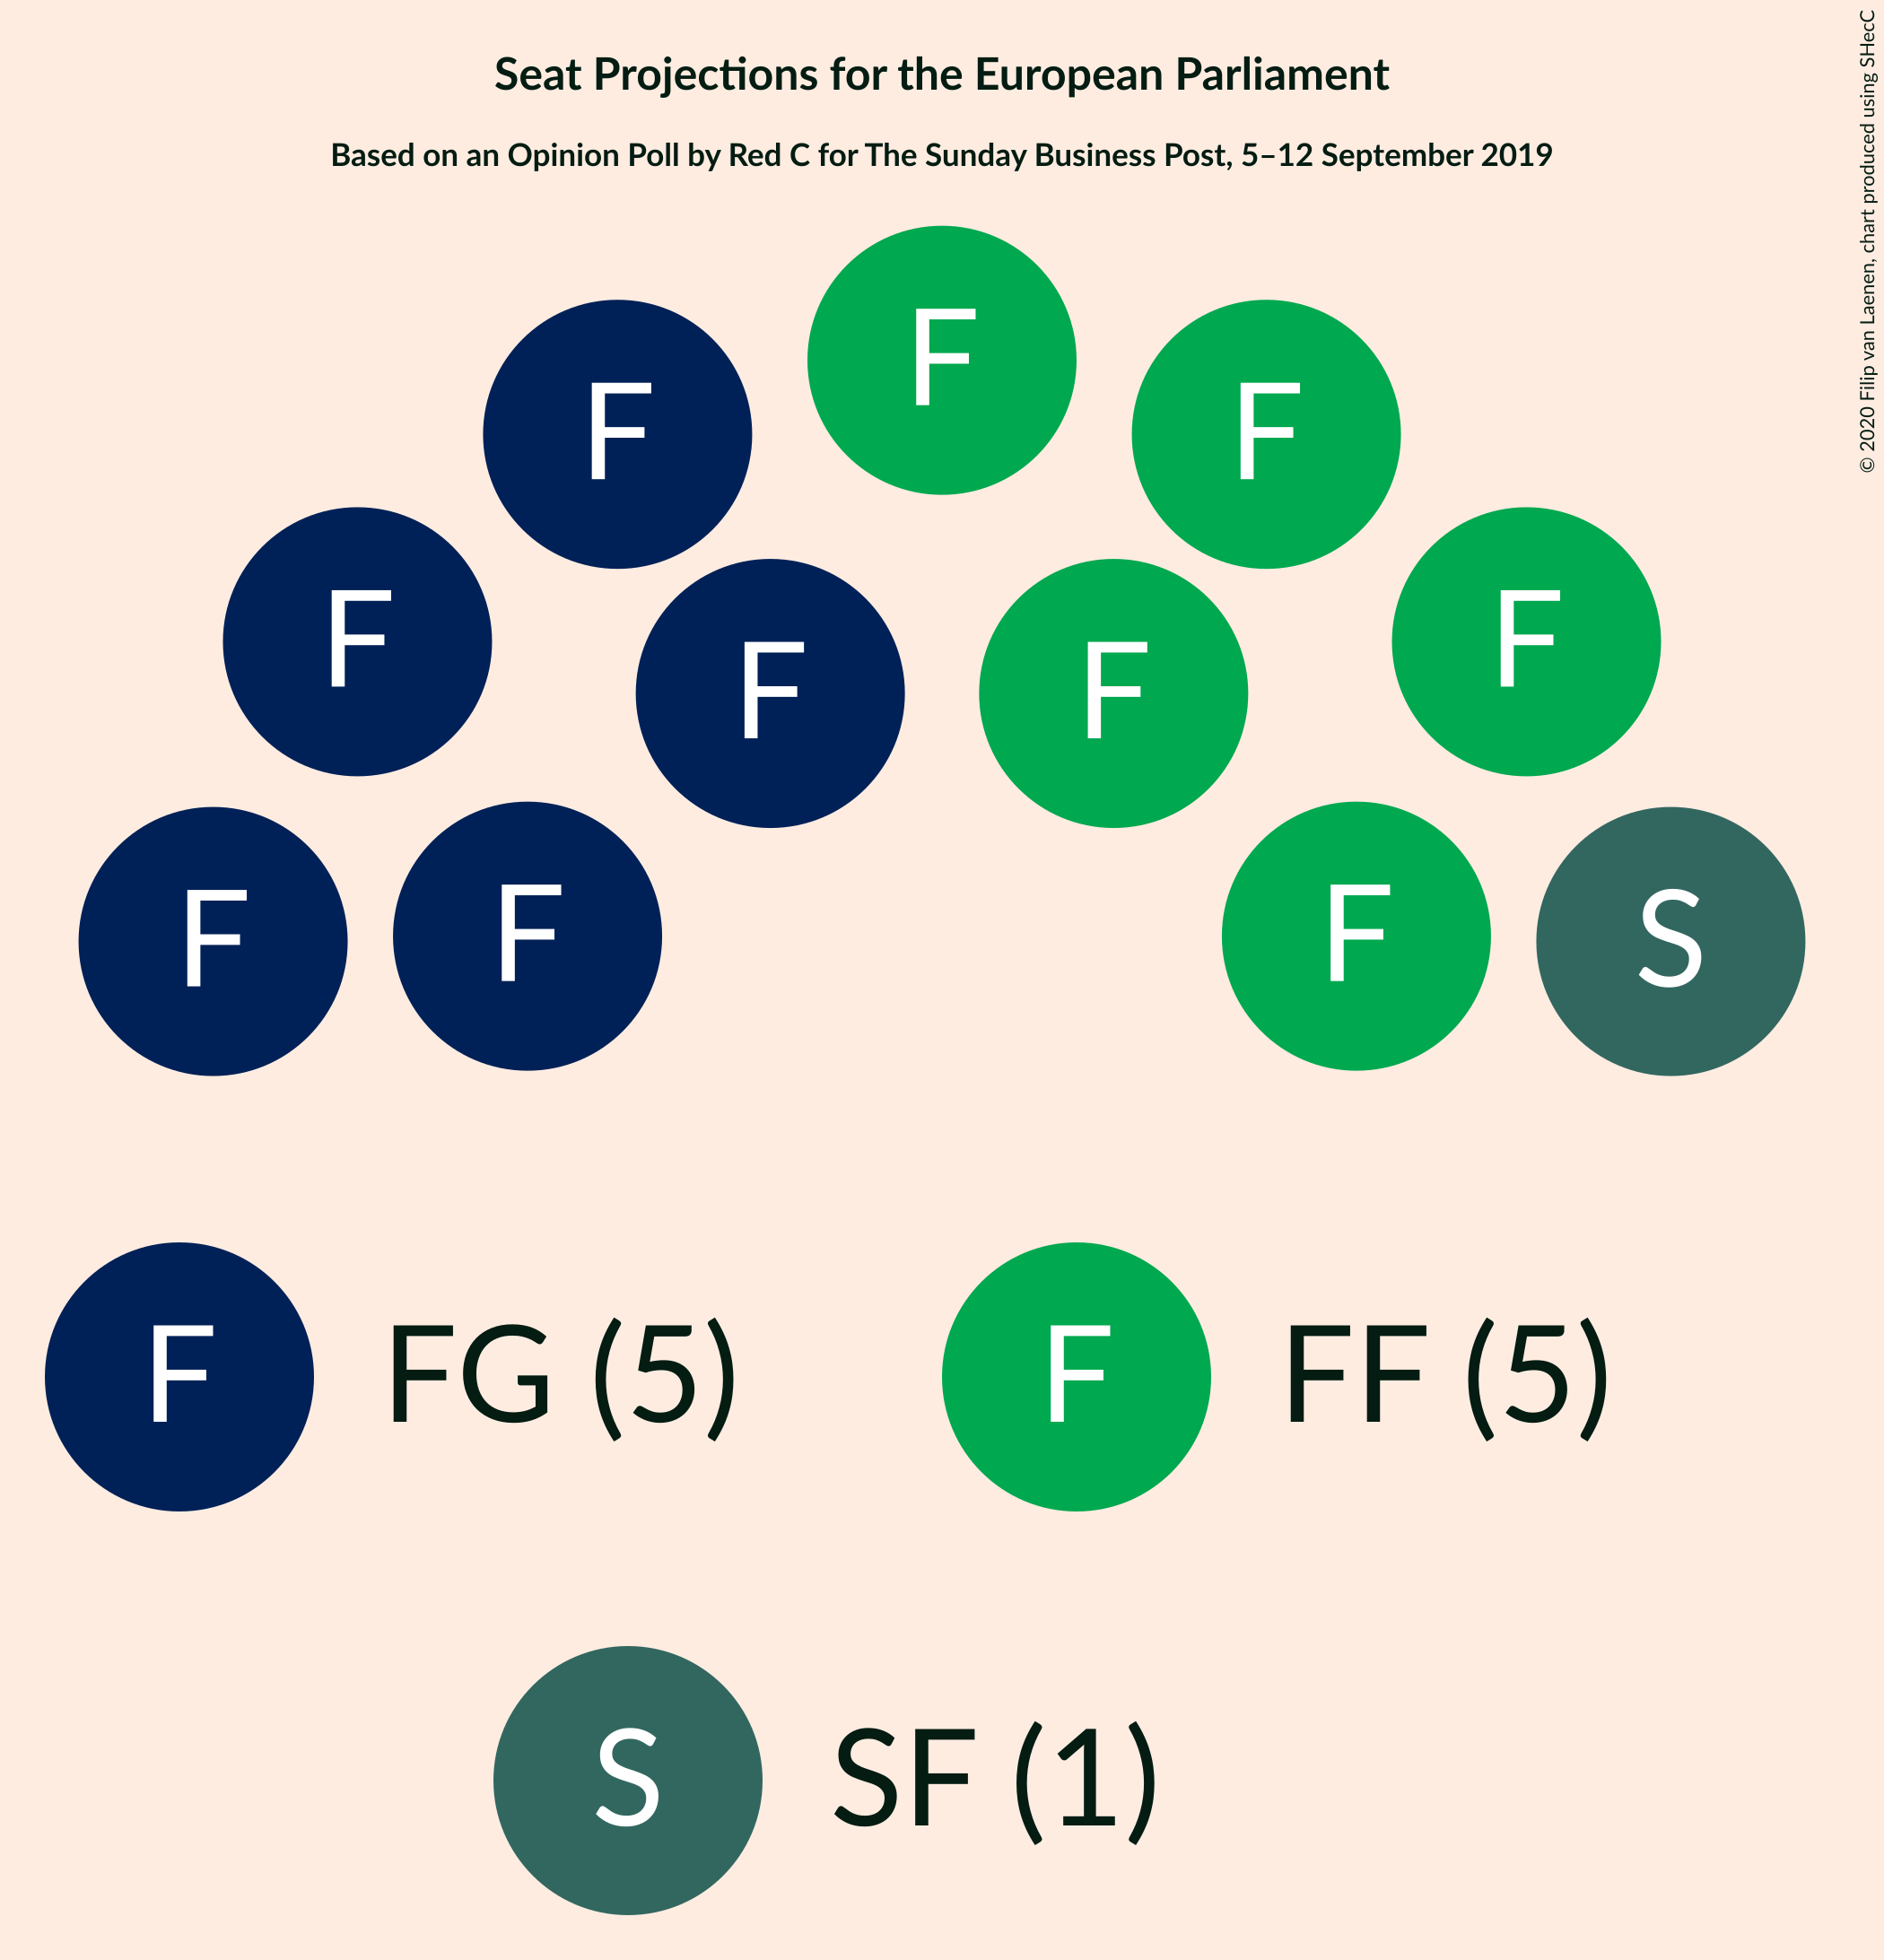 Seat Projections for the European Parliament
Based on an Opinion Poll by Red C for The Sunday Business Post, 5–12 September 2019
© 2020 Filip van Laenen, chart produced using SHecC
F
F F
F F
F F
F F F S
F FG (5) F FF (5)
S SF (1)